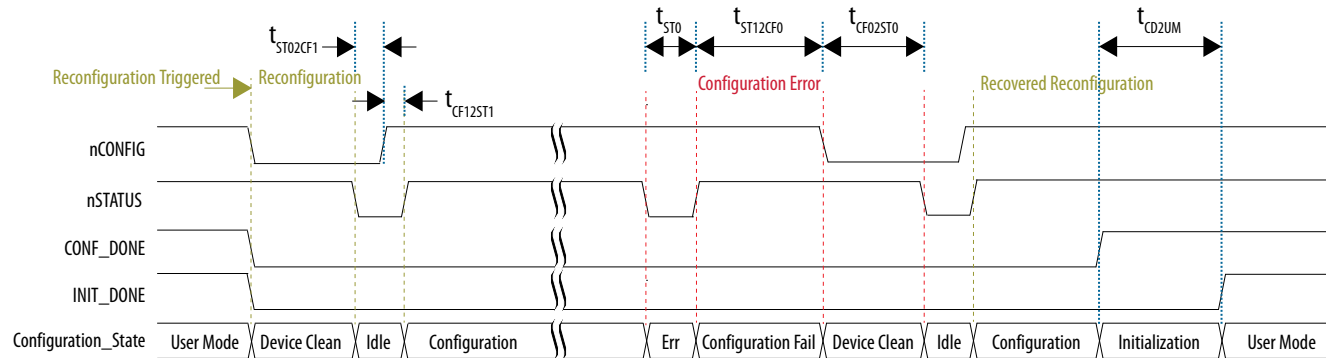 tST02CF1
tST0
tST12CF0
tCF02ST0
tCD2UM
Reconfiguration Triggered
Reconfiguration
Configuration Error
Recovered Reconfiguration
tCF12ST1
nCONFIG
nSTATUS
CONF_DONE
INIT_DONE
Configuration_State User Mode Device Clean Idle Configuration Err Configuration Fail Device Clean Idle Configuration Initialization User Mode